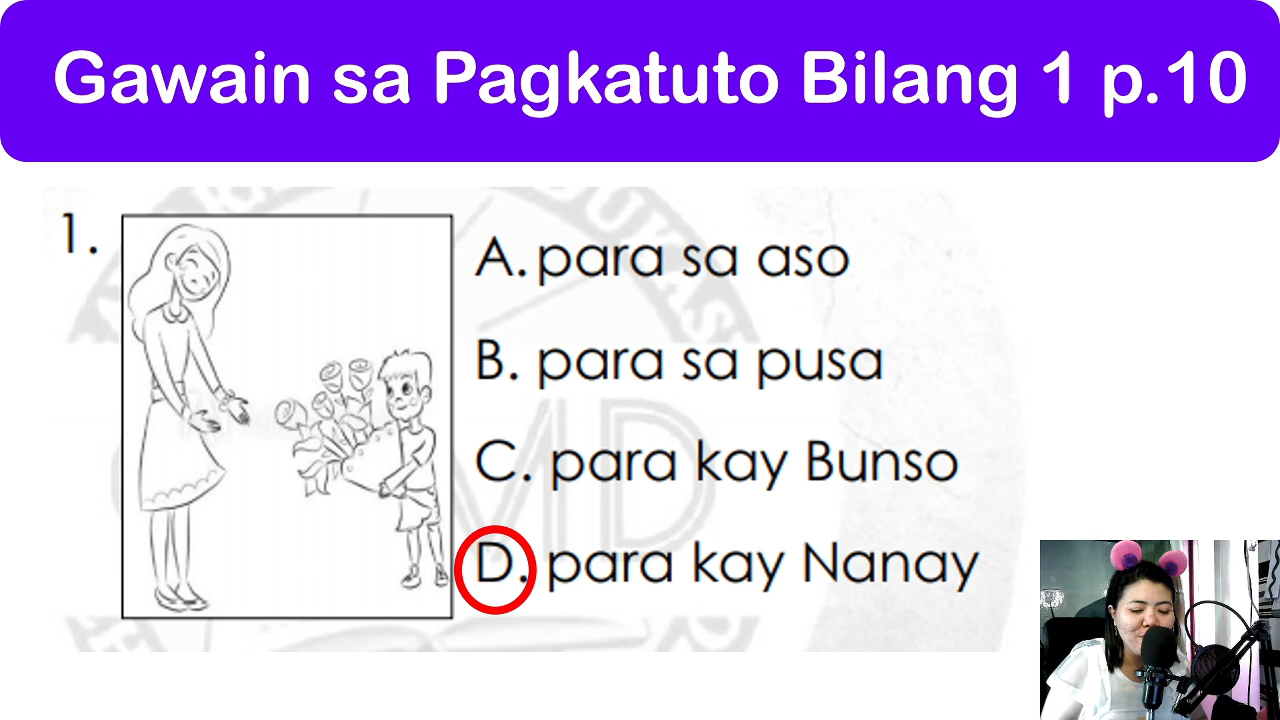 Gawain sa Pagkatuto Bilang 1 p.10
1.
A. para sa aso
B. para sa pusa
C. para kay Bunso
D. para kay Nanay